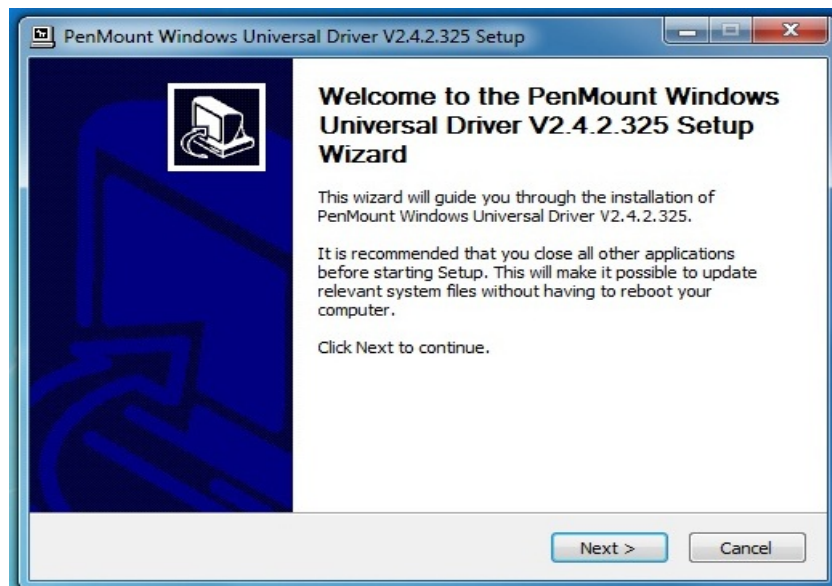 PenMount Windows Universal Driver V2.4.2.325 Setup
Welcome to the PenMount Windows
Universal Driver V2.4.2.325 Setup
Wizard
This wizard will guide you through the installation of
PenMount Windows Universal Driver V2.4.2.325.
It is recommended that you close all other applications
before starting Setup. This will make it possible to update
relevant system files without having to reboot your
computer.
Click Next to continue.
Next >
Cancel